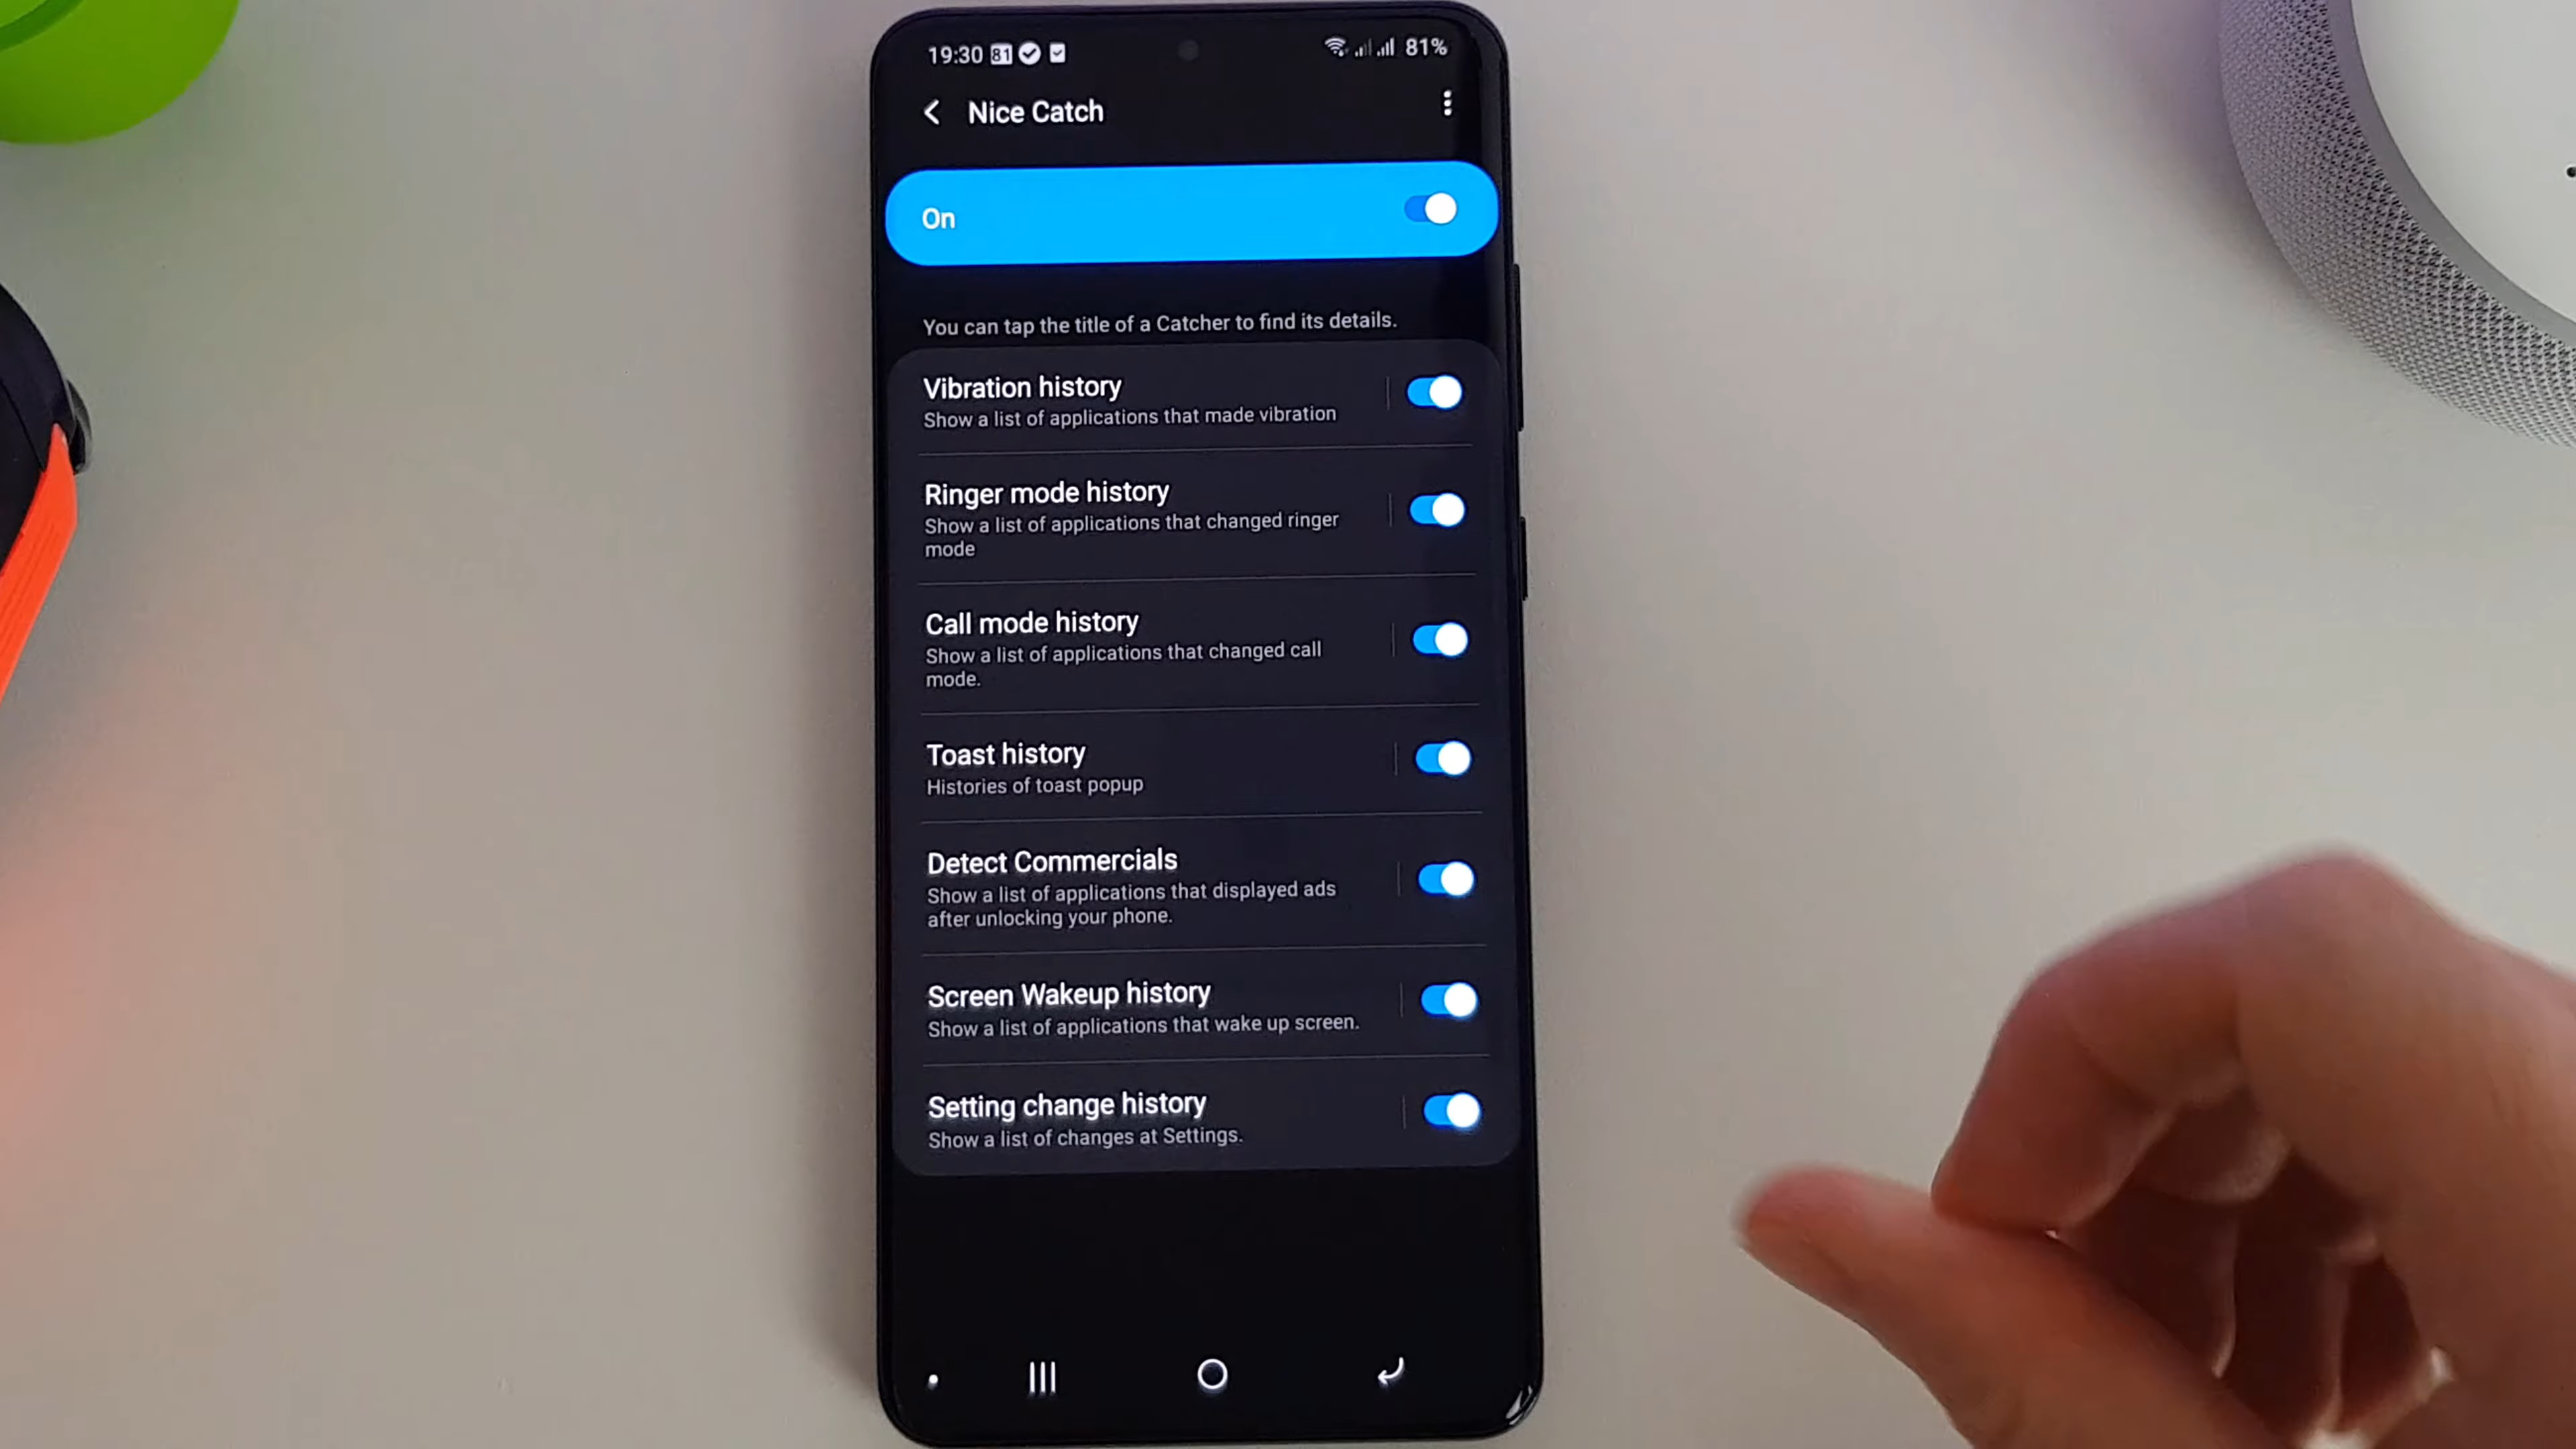 19:30 81
81%
Nice Catch
On
You can tap the title of a Catcher to find its details.
Vibration history
Show a list of applications that made vibration
Ringer mode history
Show a list of applications that changed ringer
mode
Call mode history
Show a list of applications that changed call
mode.
Toast history
Histories of toast popup
Detect Commercials
Show a list of applications that displayed ads
after unlocking your phone.
Screen Wakeup history
Show a list of applications that wake up screen.
Setting change history
Show a list of changes at Settings.